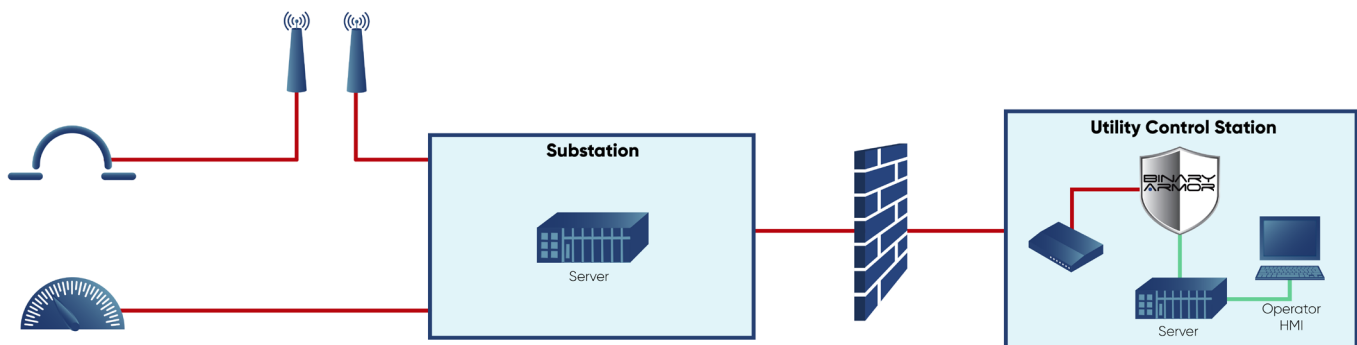 Substation
Server
Utility Control Station
BINARY
ARMOR
Server
Operator
HMI